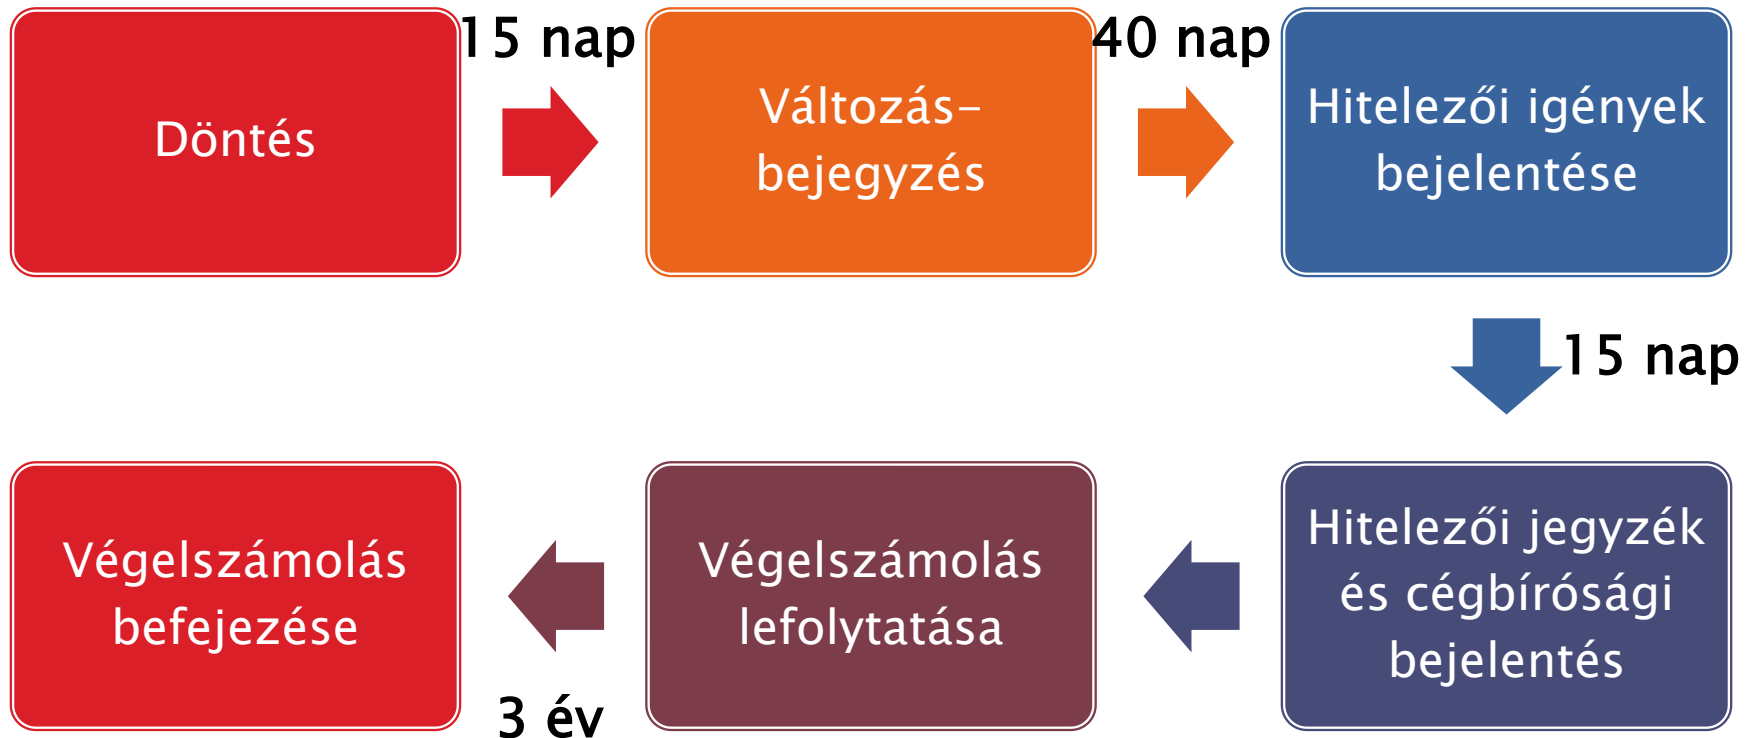 Döntés
15 nap
Változás-
bejegyzés
40 nap
Hitelezői igények
bejelentése
15 nap
Hitelezői jegyzék
és cégbírósági
bejelentés
Végelszámolás
lefolytatása
3 év
Végelszámolás
befejezése